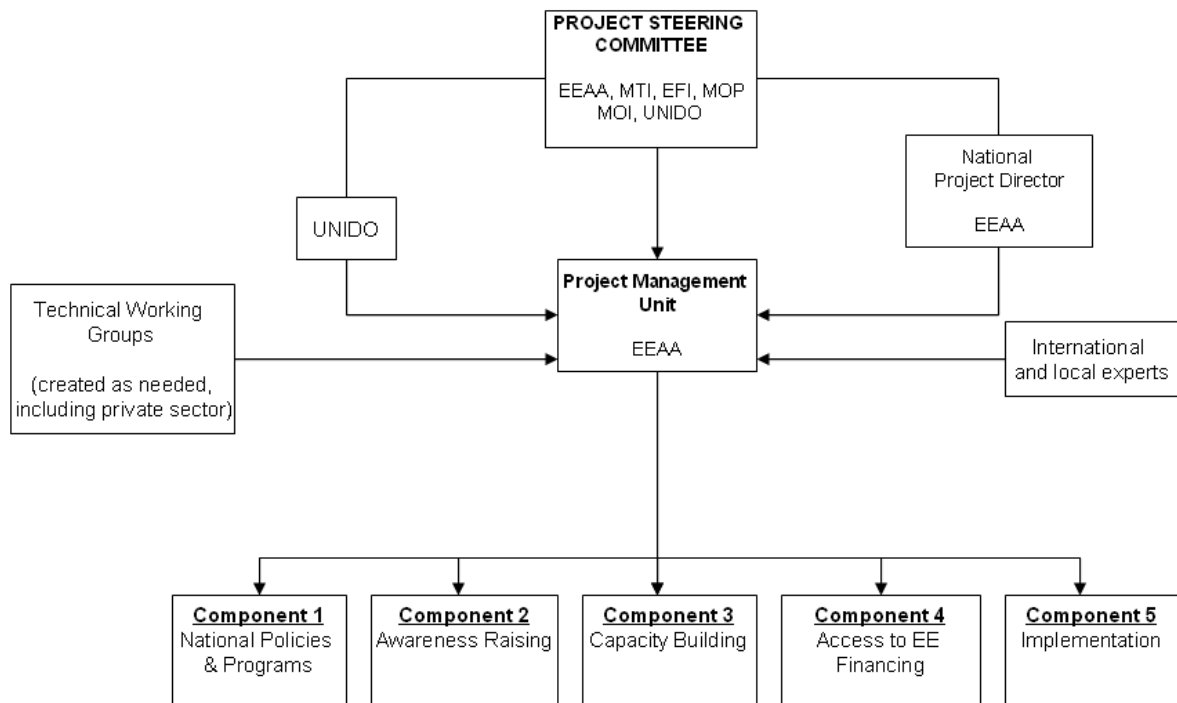 PROJECT STEERING
COMMITTEE
EEAA, MTI, EFI, MOP
MOI, UNIDO
National
Project Director
EEAA
UNIDO
Project Management
Unit
EEAA
Technical Working
Groups
(created as needed,
including private sector)
International
and local experts
Component 1
National Policies
& Programs
Component 2
Awareness Raising
Component 3
Capacity Building
Component 4
Access to EE
Financing
Component 5
Implementation